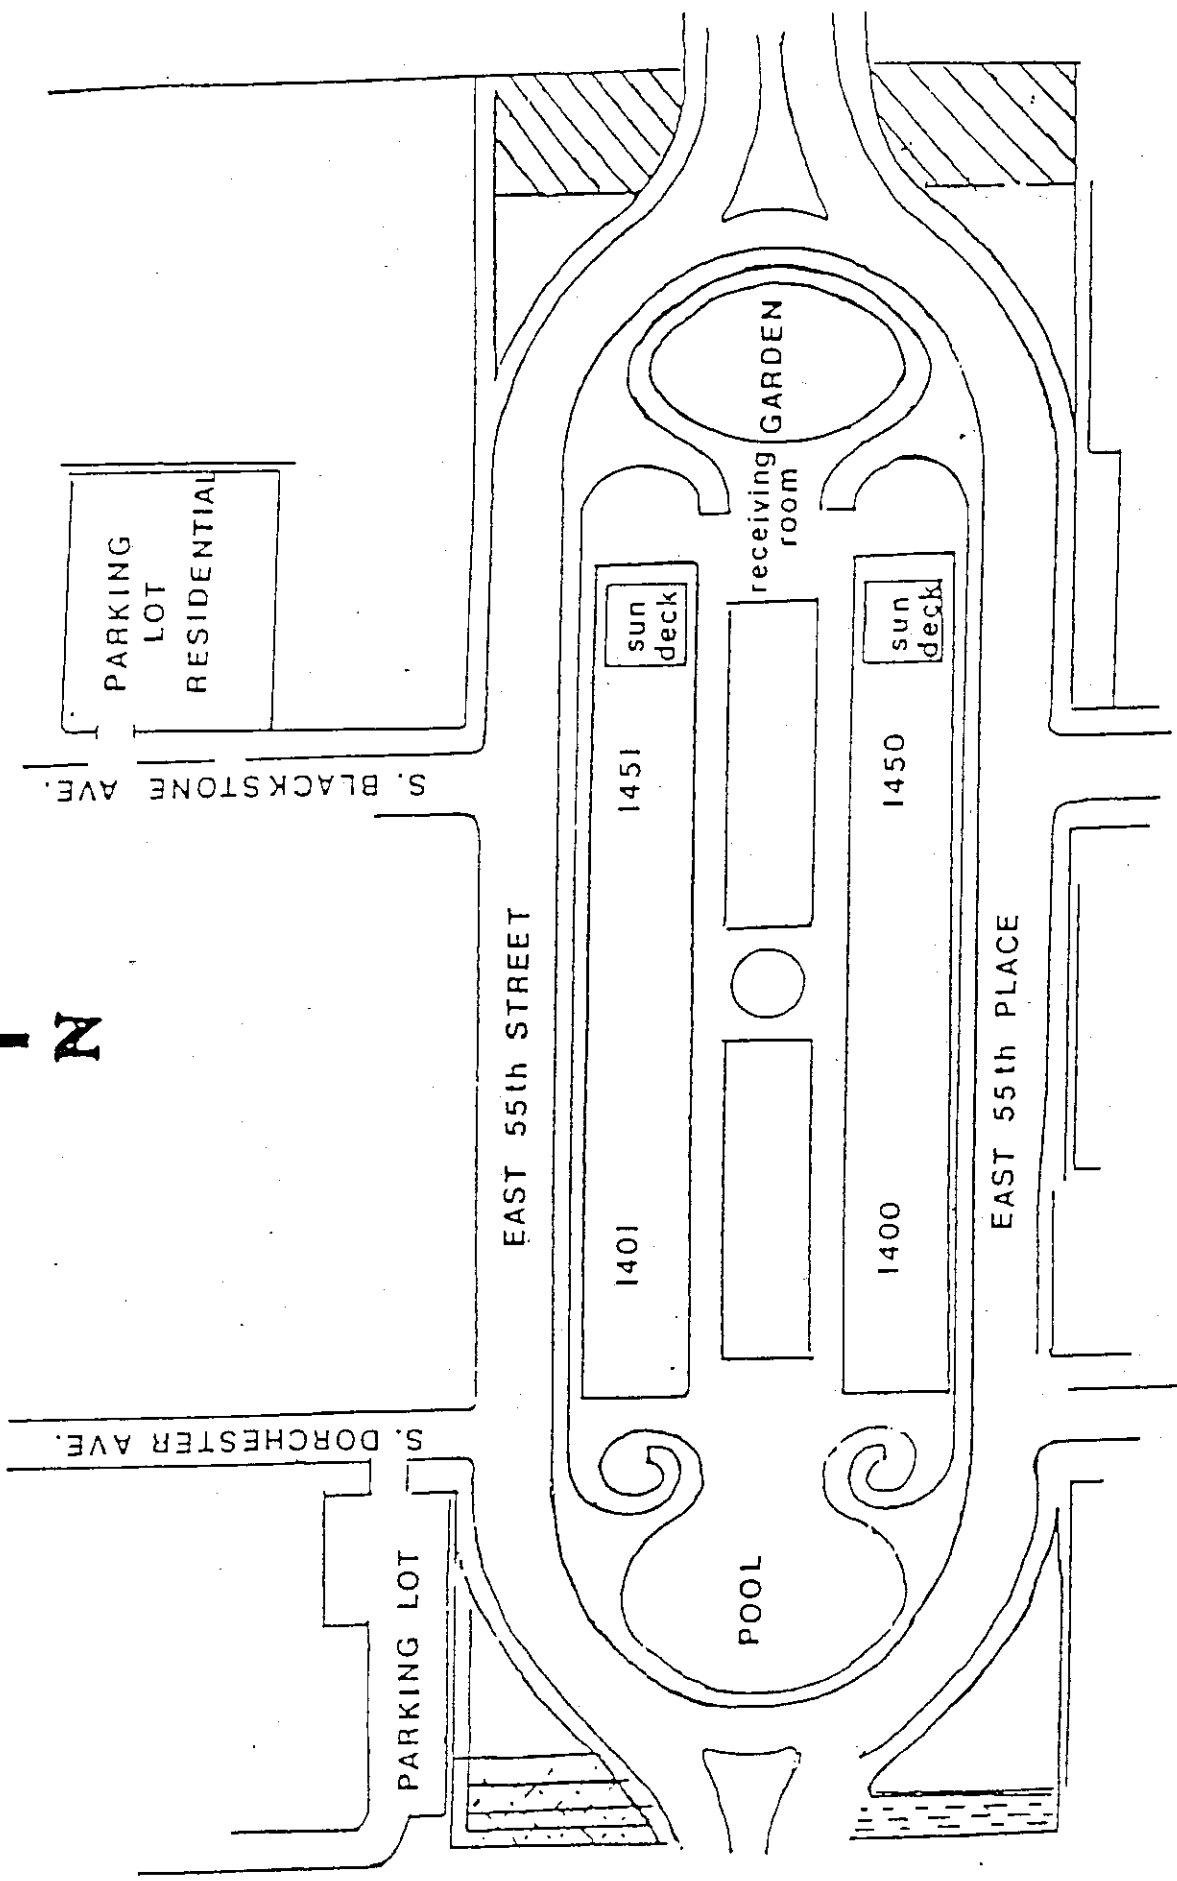 N
PARKING
LOT
RESIDENTIAL
S. BLACKSTONE AVE.
S. DORCHESTER AVE.
PARKING LOT
EAST 55th STREET
1401
1451
sun
deck
receiving
room
GARDEN
POOL
1400
1450
sun
deck
EAST 55th PLACE